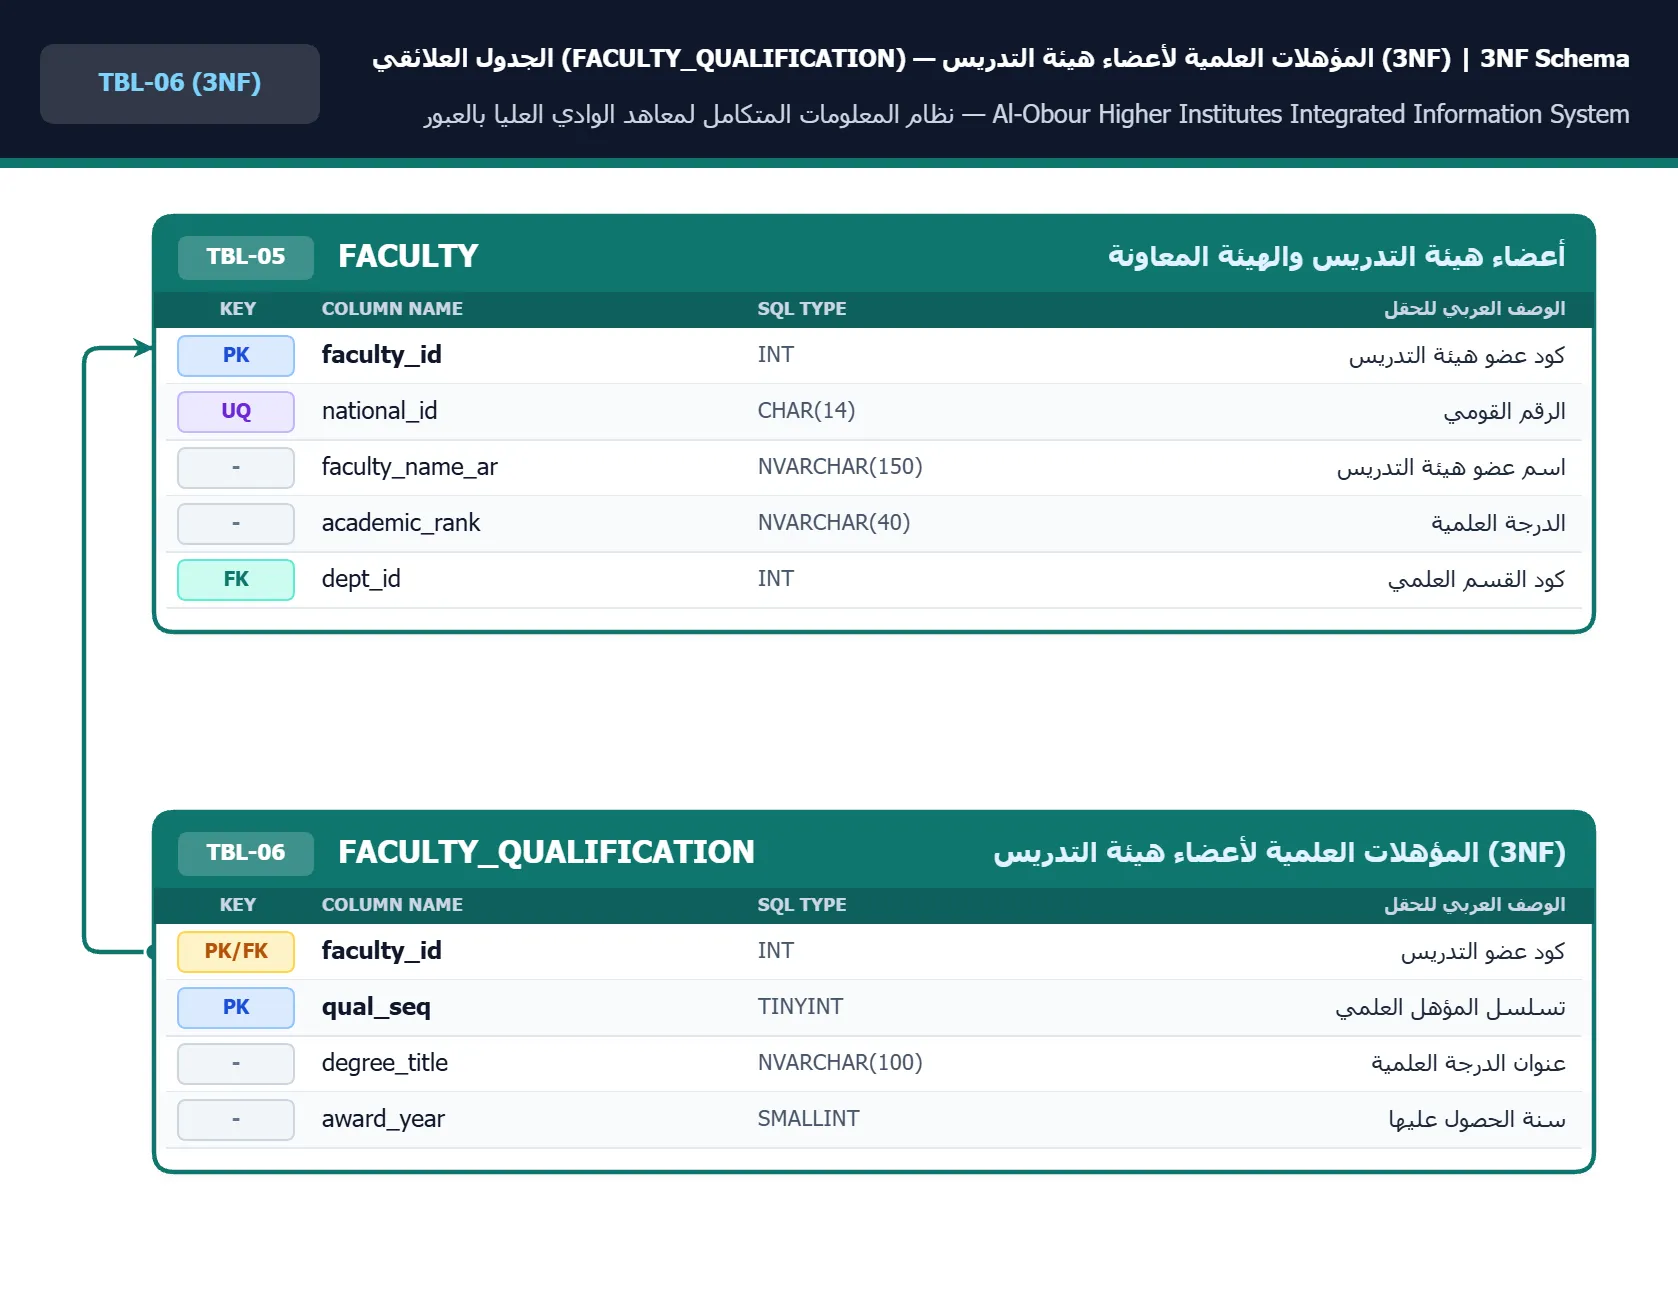 TBL-06 (3NF)
الجدول العلائقي (FACULTY_QUALIFICATION) — المؤهلات العلمية لأعضاء هيئة التدريس (3NF) | 3NF Schema
نظام المعلومات المتكامل لمعاهد الوادي العليا بالعبور — Al-Obour Higher Institutes Integrated Information System
TBL-05 FACULTY أعضاء هيئة التدريس والهيئة المعاونة
KEY COLUMN NAME SQL TYPE الوصف العربي للحقل
PK faculty_id INT كود عضو هيئة التدريس
UQ national_id CHAR(14) الرقم القومي
- faculty_name_ar NVARCHAR(150) اسم عضو هيئة التدريس
- academic_rank NVARCHAR(40) الدرجة العلمية
FK dept_id INT كود القسم العلمي
TBL-06 FACULTY_QUALIFICATION المؤهلات العلمية لأعضاء هيئة التدريس (3NF)
KEY COLUMN NAME SQL TYPE الوصف العربي للحقل
PK/FK faculty_id INT كود عضو التدريس
PK qual_seq TINYINT تسلسل المؤهل العلمي
- degree_title NVARCHAR(100) عنوان الدرجة العلمية
- award_year SMALLINT سنة الحصول عليها